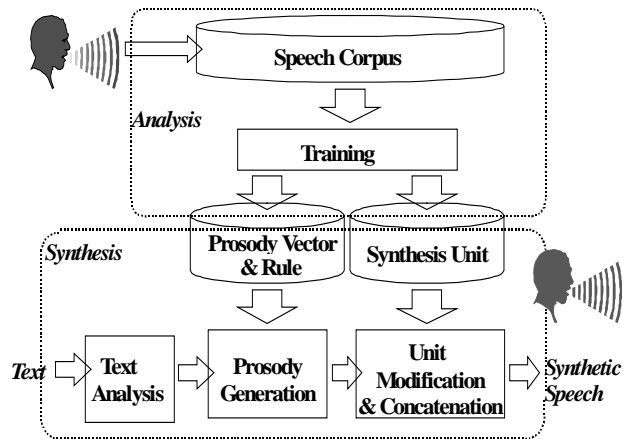 Speech Corpus
Analysis
Training
Prosody Vector
& Rule
Synthesis Unit
Synthesis
Text
Text
Analysis
Prosody
Generation
Unit
Modification
& Concatenation
Synthetic
Speech